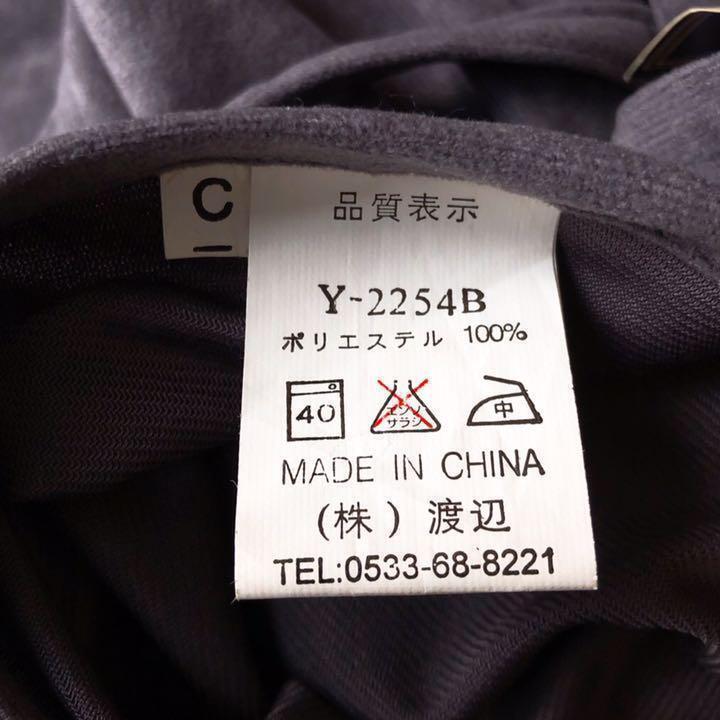 C
品質表示
Y-2254B
ポリエステル 100%
40
エンソ
サラシ
中
MADE IN CHINA
(株) 渡辺
TEL:0533-68-8221